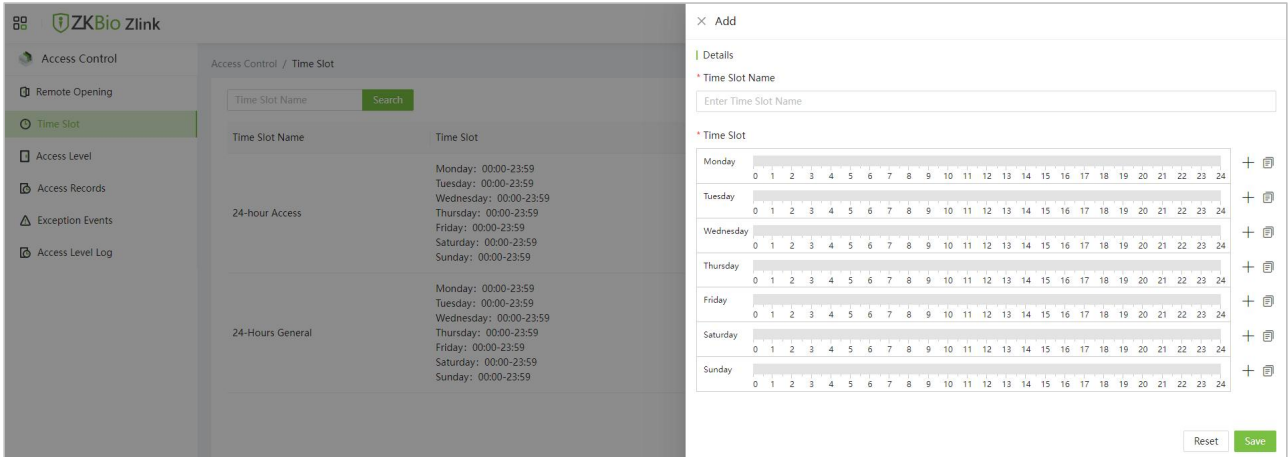 ZKBio Zlink
Access Control
Remote Opening
Time Slot
Access Level
Access Records
Exception Events
Access Level Log
Access Control / Time Slot
Time Slot Name
Search
Time Slot Name Time Slot
24-hour Access
Monday: 00:00-23:59
Tuesday: 00:00-23:59
Wednesday: 00:00-23:59
Thursday: 00:00-23:59
Friday: 00:00-23:59
Saturday: 00:00-23:59
Sunday: 00:00-23:59
24-Hours General
Monday: 00:00-23:59
Tuesday: 00:00-23:59
Wednesday: 00:00-23:59
Thursday: 00:00-23:59
Friday: 00:00-23:59
Saturday: 00:00-23:59
Sunday: 00:00-23:59
Add
Details
* Time Slot Name
Enter Time Slot Name
* Time Slot
Monday
0 1 2 3 4 5 6 7 8 9 10 11 12 13 14 15 16 17 18 19 20 21 22 23 24
Tuesday
0 1 2 3 4 5 6 7 8 9 10 11 12 13 14 15 16 17 18 19 20 21 22 23 24
Wednesday
0 1 2 3 4 5 6 7 8 9 10 11 12 13 14 15 16 17 18 19 20 21 22 23 24
Thursday
0 1 2 3 4 5 6 7 8 9 10 11 12 13 14 15 16 17 18 19 20 21 22 23 24
Friday
0 1 2 3 4 5 6 7 8 9 10 11 12 13 14 15 16 17 18 19 20 21 22 23 24
Saturday
0 1 2 3 4 5 6 7 8 9 10 11 12 13 14 15 16 17 18 19 20 21 22 23 24
Sunday
0 1 2 3 4 5 6 7 8 9 10 11 12 13 14 15 16 17 18 19 20 21 22 23 24
Reset
Save